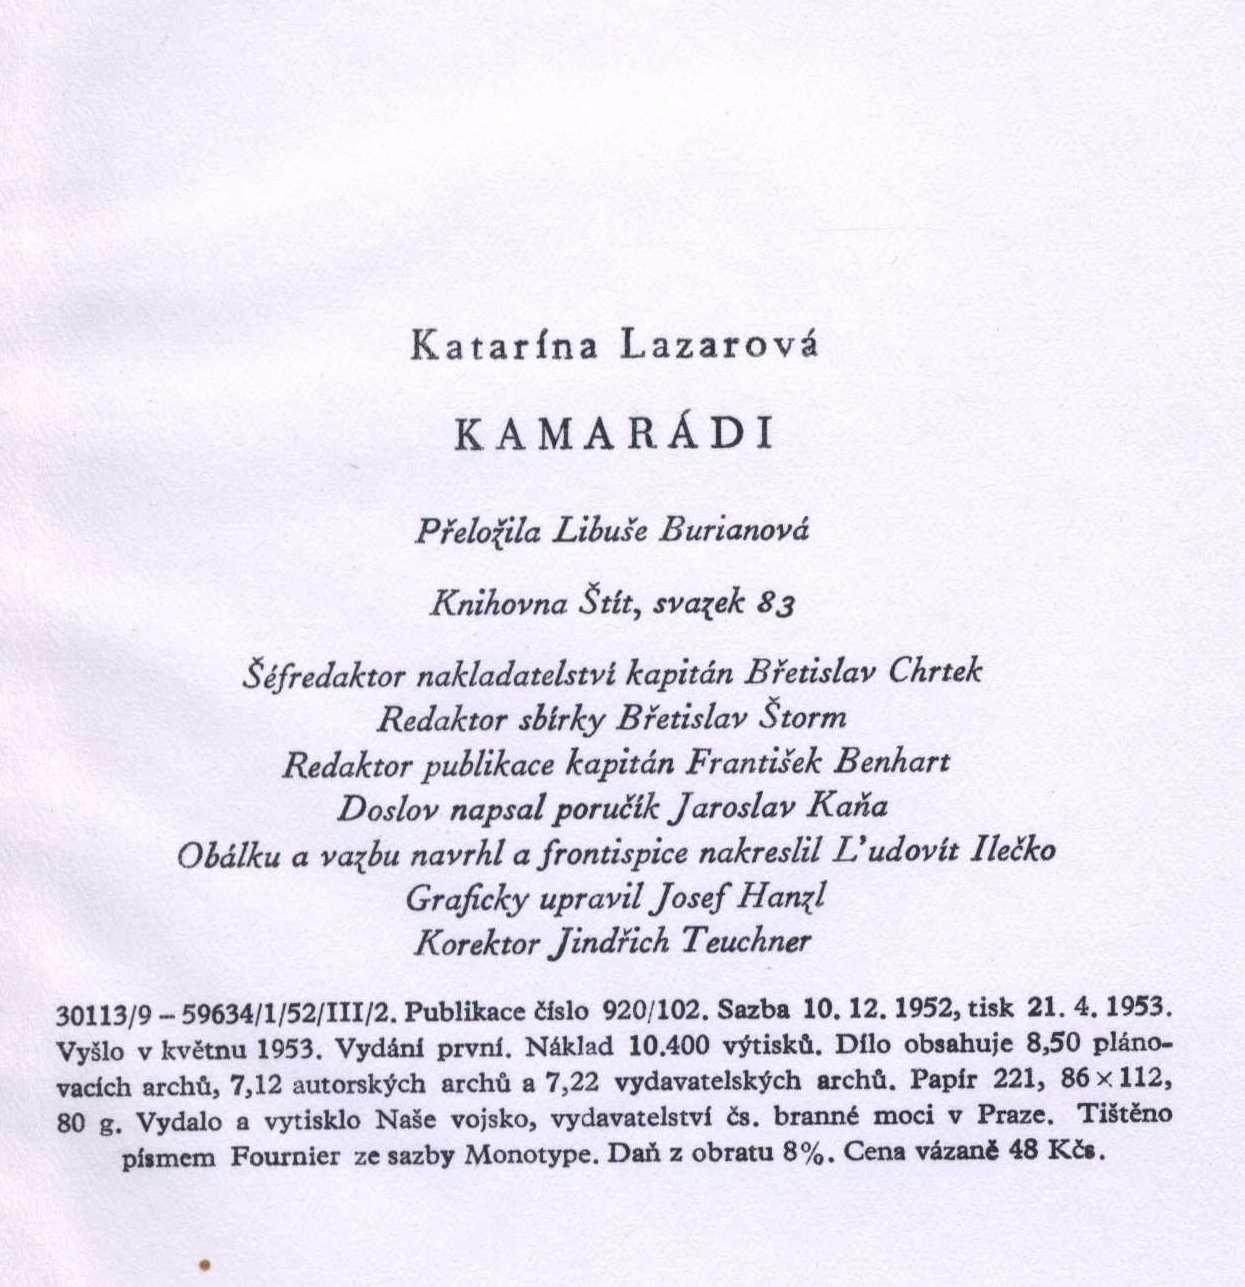 Katarína Lazarová
KAMARÁDI
Přeložila Libuše Burianová
Knihovna Štít, svazek 83
Šéfredaktor nakladatelství kapitán Břetislav Chrtek
Redaktor sbírky Břetislav Štorm
Redaktor publikace kapitán František Benhart
Doslov napsal poručík Jaroslav Kaňa
Obálku a vazbu navrhl a frontispice nakreslil L'udovít Ilečko
Graficky upravil Josef Hanzl
Korektor Jindřich Teuchner
30113/9 – 59634/1/52/III/2. Publikace číslo 920/102. Sazba 10. 12. 1952, tisk 21. 4. 1953.
Vyšlo v květnu 1953. Vydání první. Náklad 10.400 výtisků. Dílo obsahuje 8,50 pláno-
vacích archů, 7,12 autorských archů a 7,22 vydavatelských archů. Papír 221, 86×112,
80 g. Vydalo a vytisklo Naše vojsko, vydavatelství čs. branné moci v Praze. Tištěno
písmem Fournier ze sazby Monotype. Daň z obratu 8%. Cena vázaně 48 Kčs.